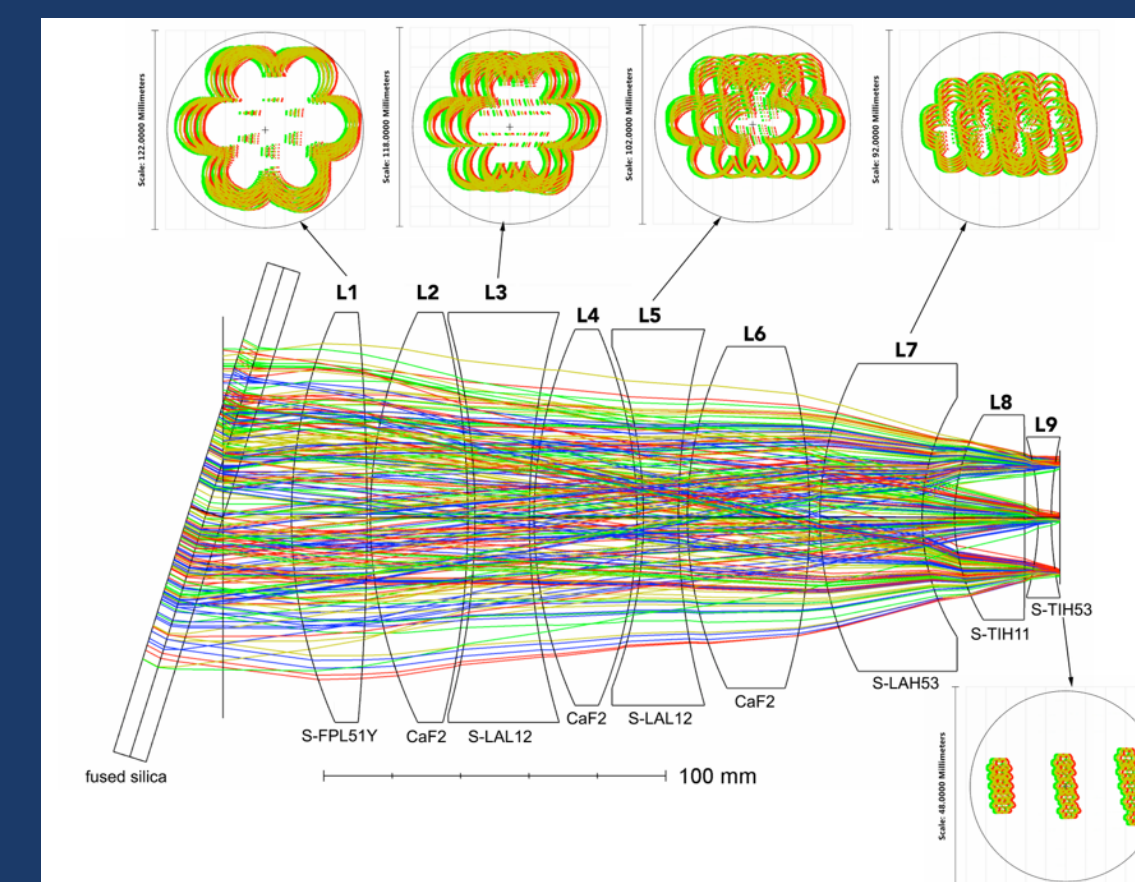 Scale: 122.0000 Millimeters
Scale: 118.0000 Millimeters
Scale: 102.0000 Millimeters
Scale: 92.0000 Millimeters
L1
L2
L3
L4
L5
L6
L7
L8
L9
S-TIH53
S-TIH11
S-LAH53
CaF2
CaF2
S-LAL12
S-FPL51Y
CaF2
S-LAL12
fused silica
100 mm
Scale: 48.0000 Millimeters